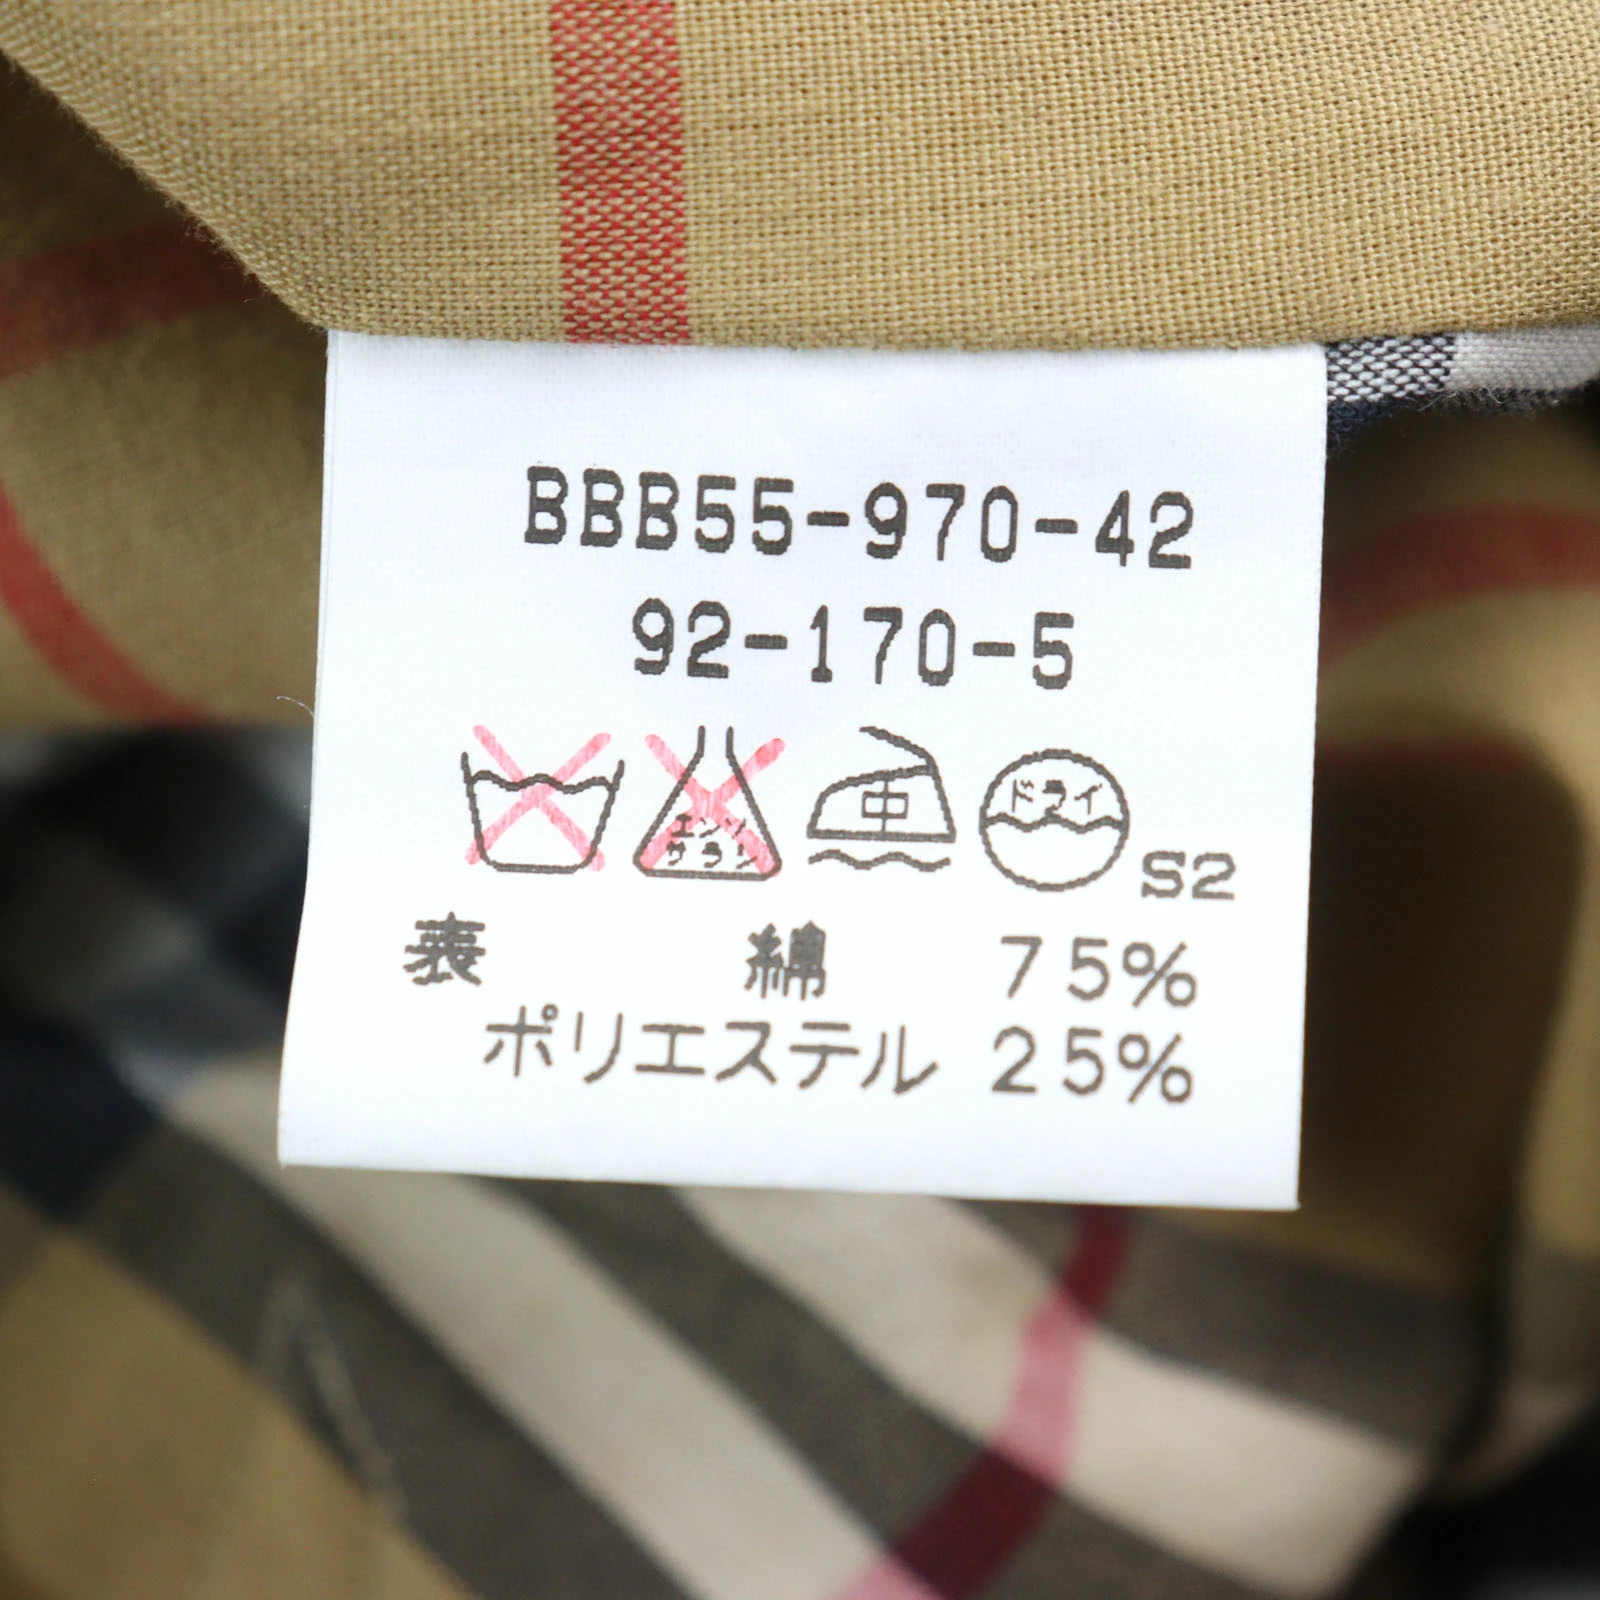 BBB55-970-42
92-170-5
エンソ
サラシ
中
ドライ
S2
表 綿 75%
ポリエステル 25%